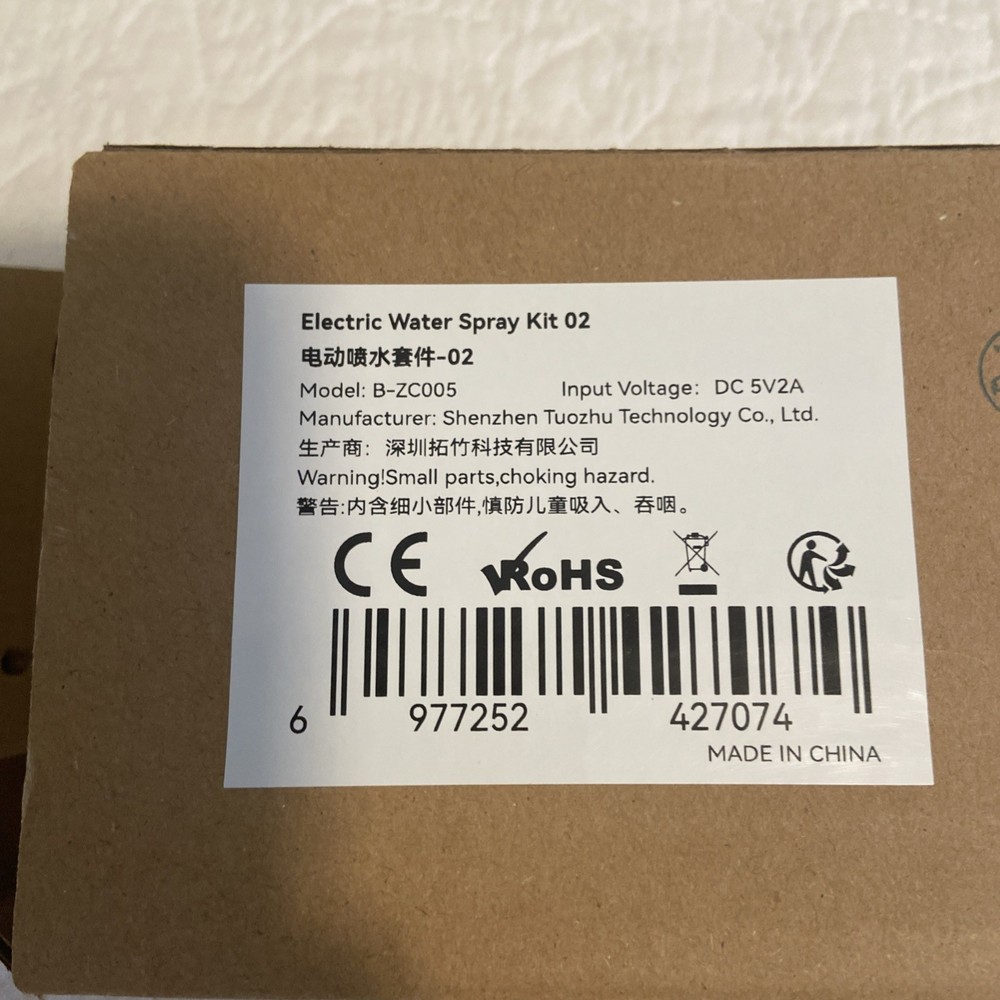 Electric Water Spray Kit 02
电动喷水套件-02
Model: B-ZC005 Input Voltage: DC 5V2A
Manufacturer: Shenzhen Tuozhu Technology Co., Ltd.
生产商：深圳拓竹科技有限公司
Warning!Small parts,choking hazard.
警告:内含细小部件,慎防儿童吸入、吞咽。
CE RoHS
6 977252 427074
MADE IN CHINA